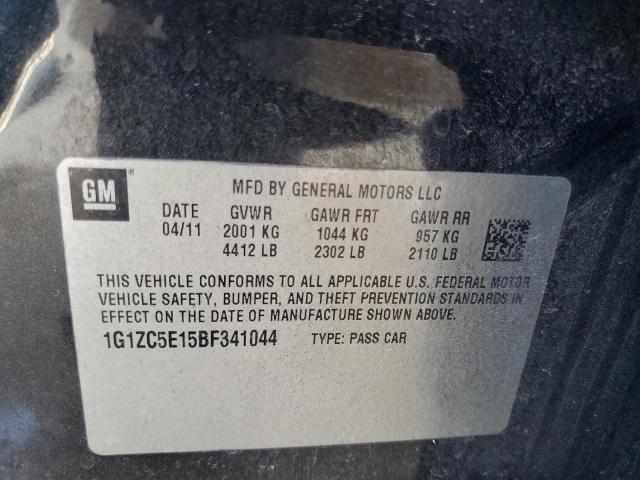 GM ®
MFD BY GENERAL MOTORS LLC
DATE GVWR GAWR FRT GAWR RR
04/11 2001 KG 1044 KG 957 KG
4412 LB 2302 LB 2110 LB
THIS VEHICLE CONFORMS TO ALL APPLICABLE U.S. FEDERAL MOTOR
VEHICLE SAFETY, BUMPER, AND THEFT PREVENTION STANDARDS IN
EFFECT ON THE DATE OF MANUFACTURE SHOWN ABOVE.
1G1ZC5E15BF341044 TYPE: PASS CAR